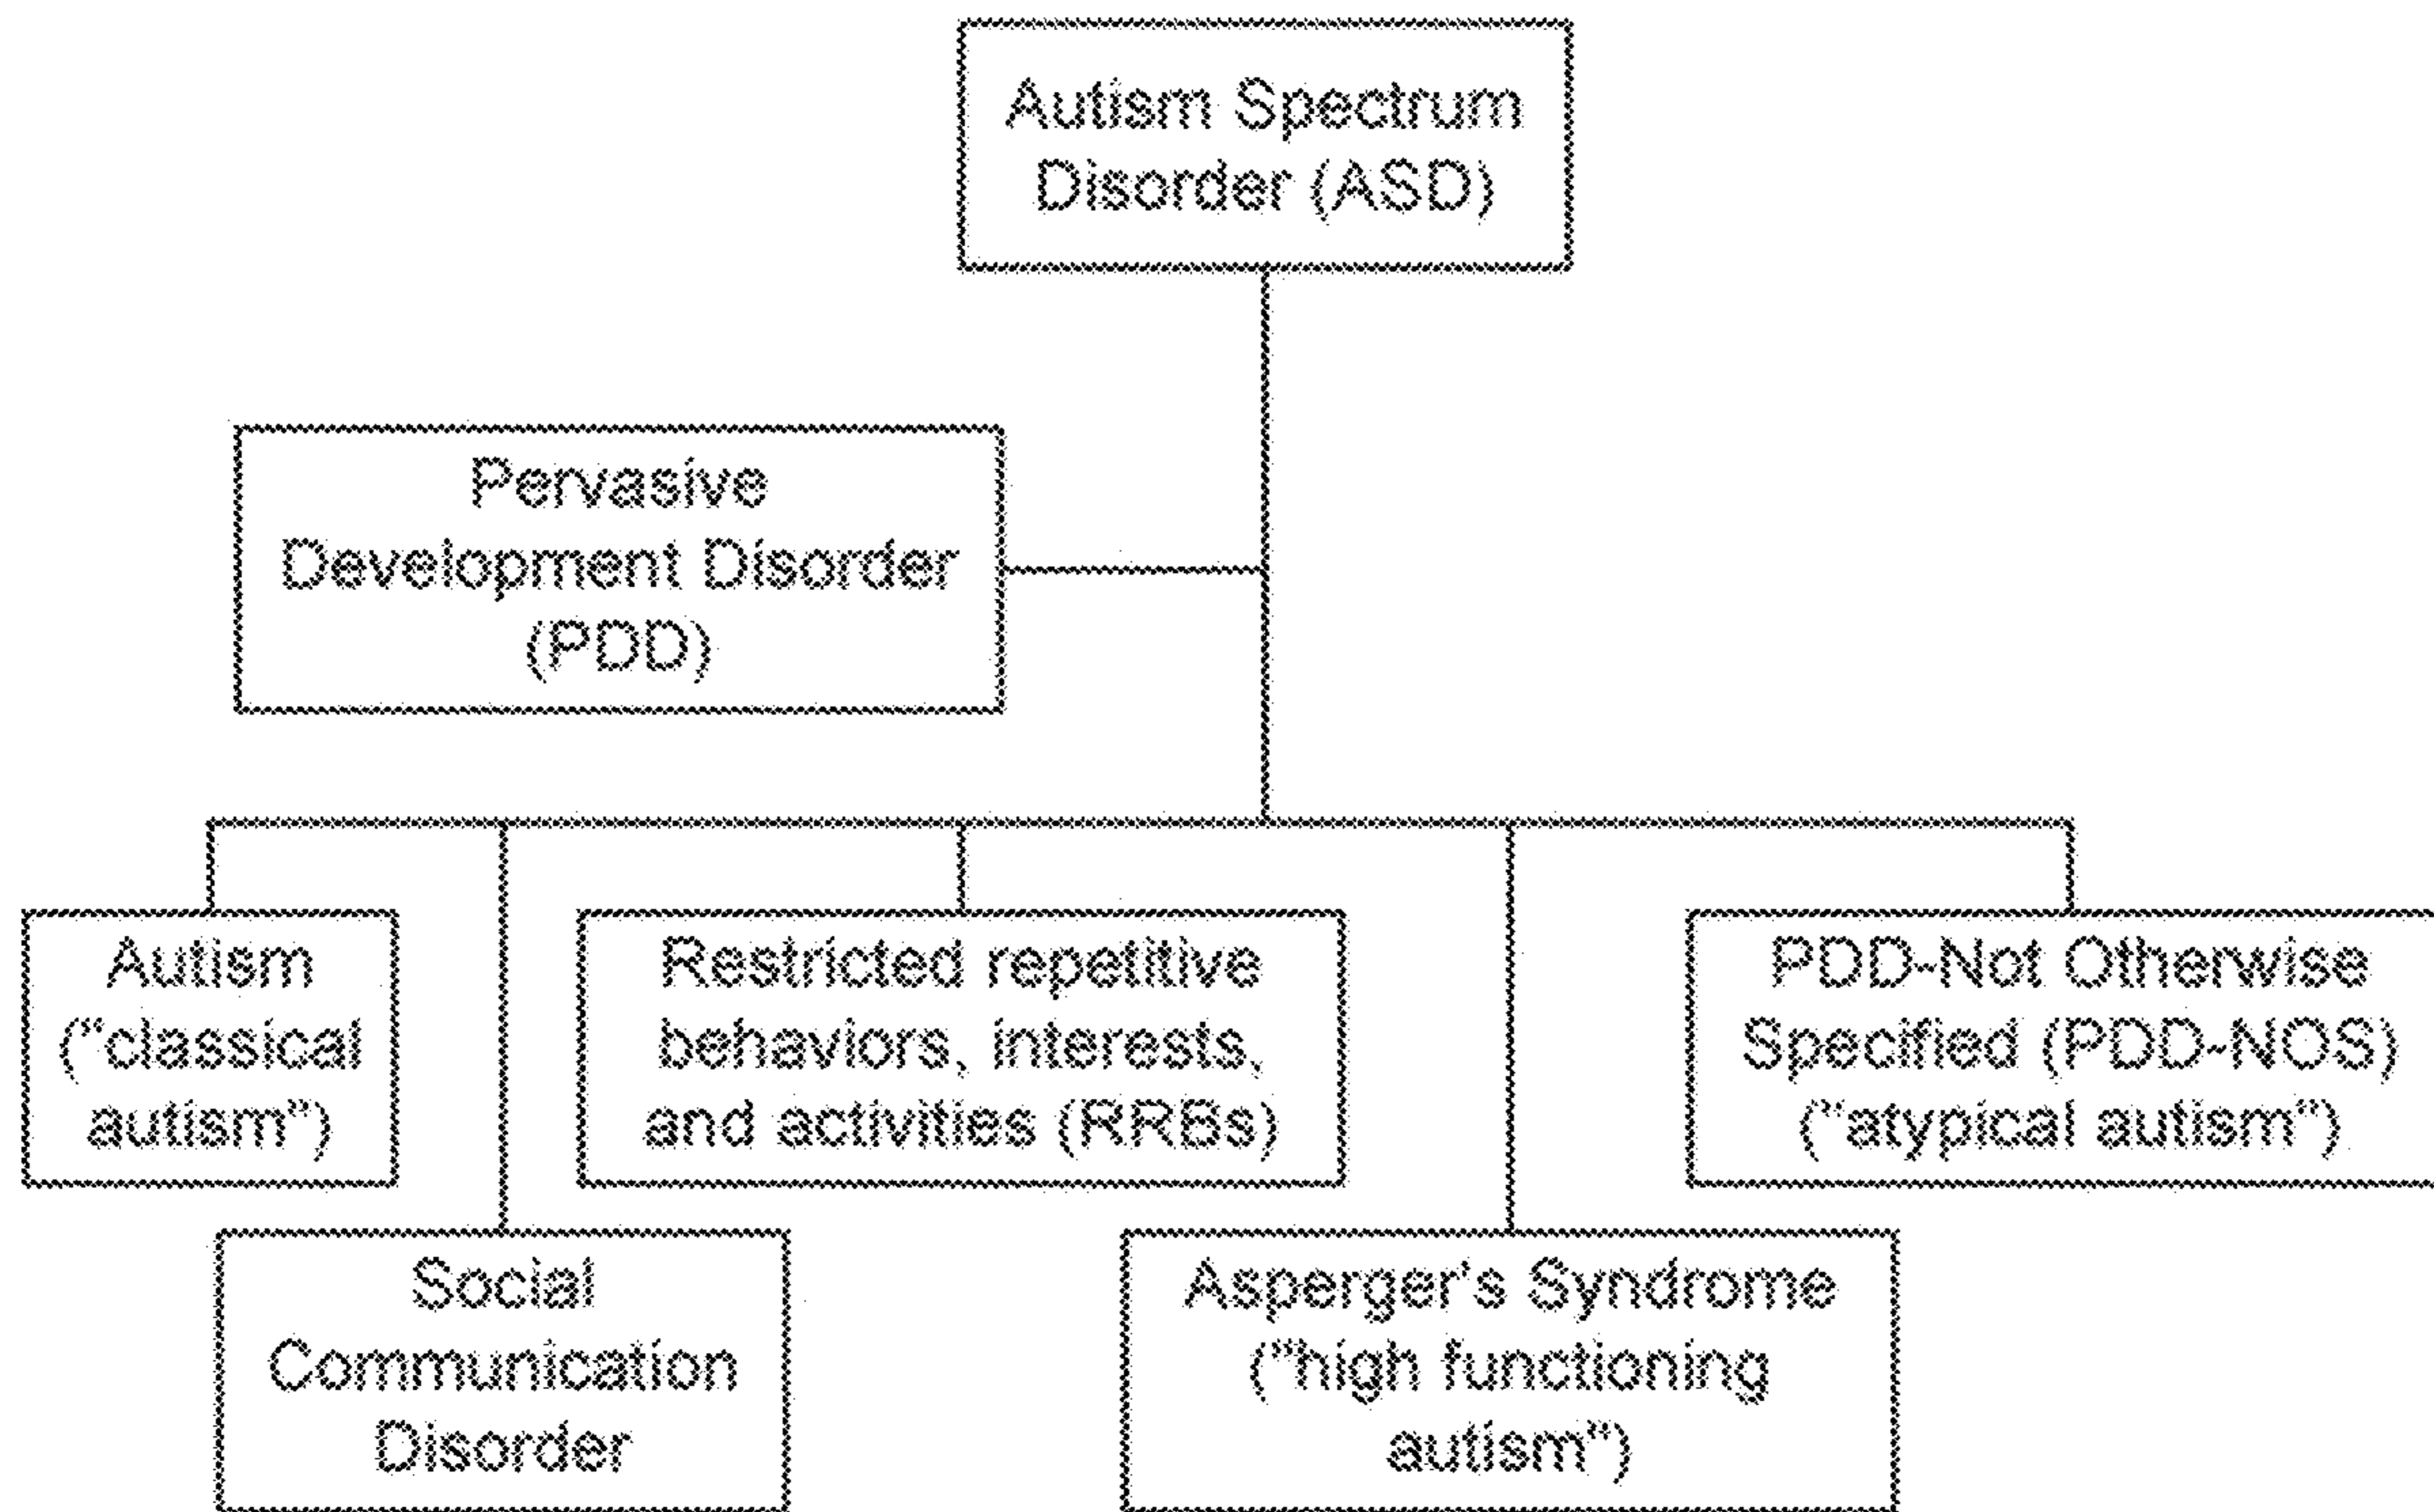 Autism Spectrum
Disorder (ASD)
Pervasive
Development Disorder
(PDD)
Autism
("classical
autism")
Restricted repetitive
behaviors, interests,
and activities (RRBs)
PDD-Not Otherwise
Specified (PDD-NOS)
("atypical autism")
Social
Communication
Disorder
Asperger's Syndrome
("high functioning
autism")